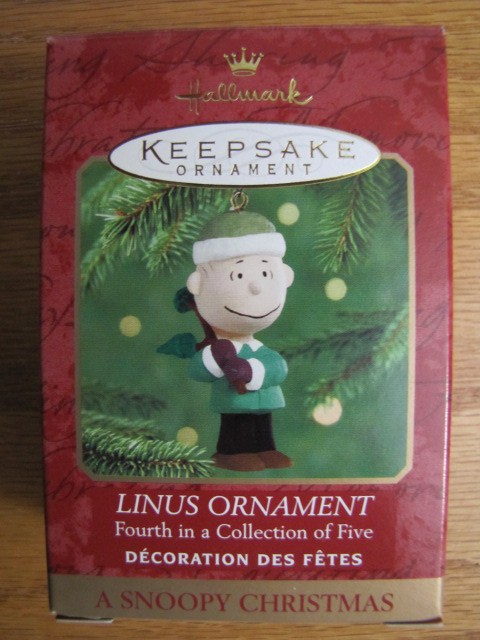 Hallmark
KEEPSAKE
ORNAMENT
LINUS ORNAMENT
Fourth in a Collection of Five
DÉCORATION DES FÊTES
A SNOOPY CHRISTMAS